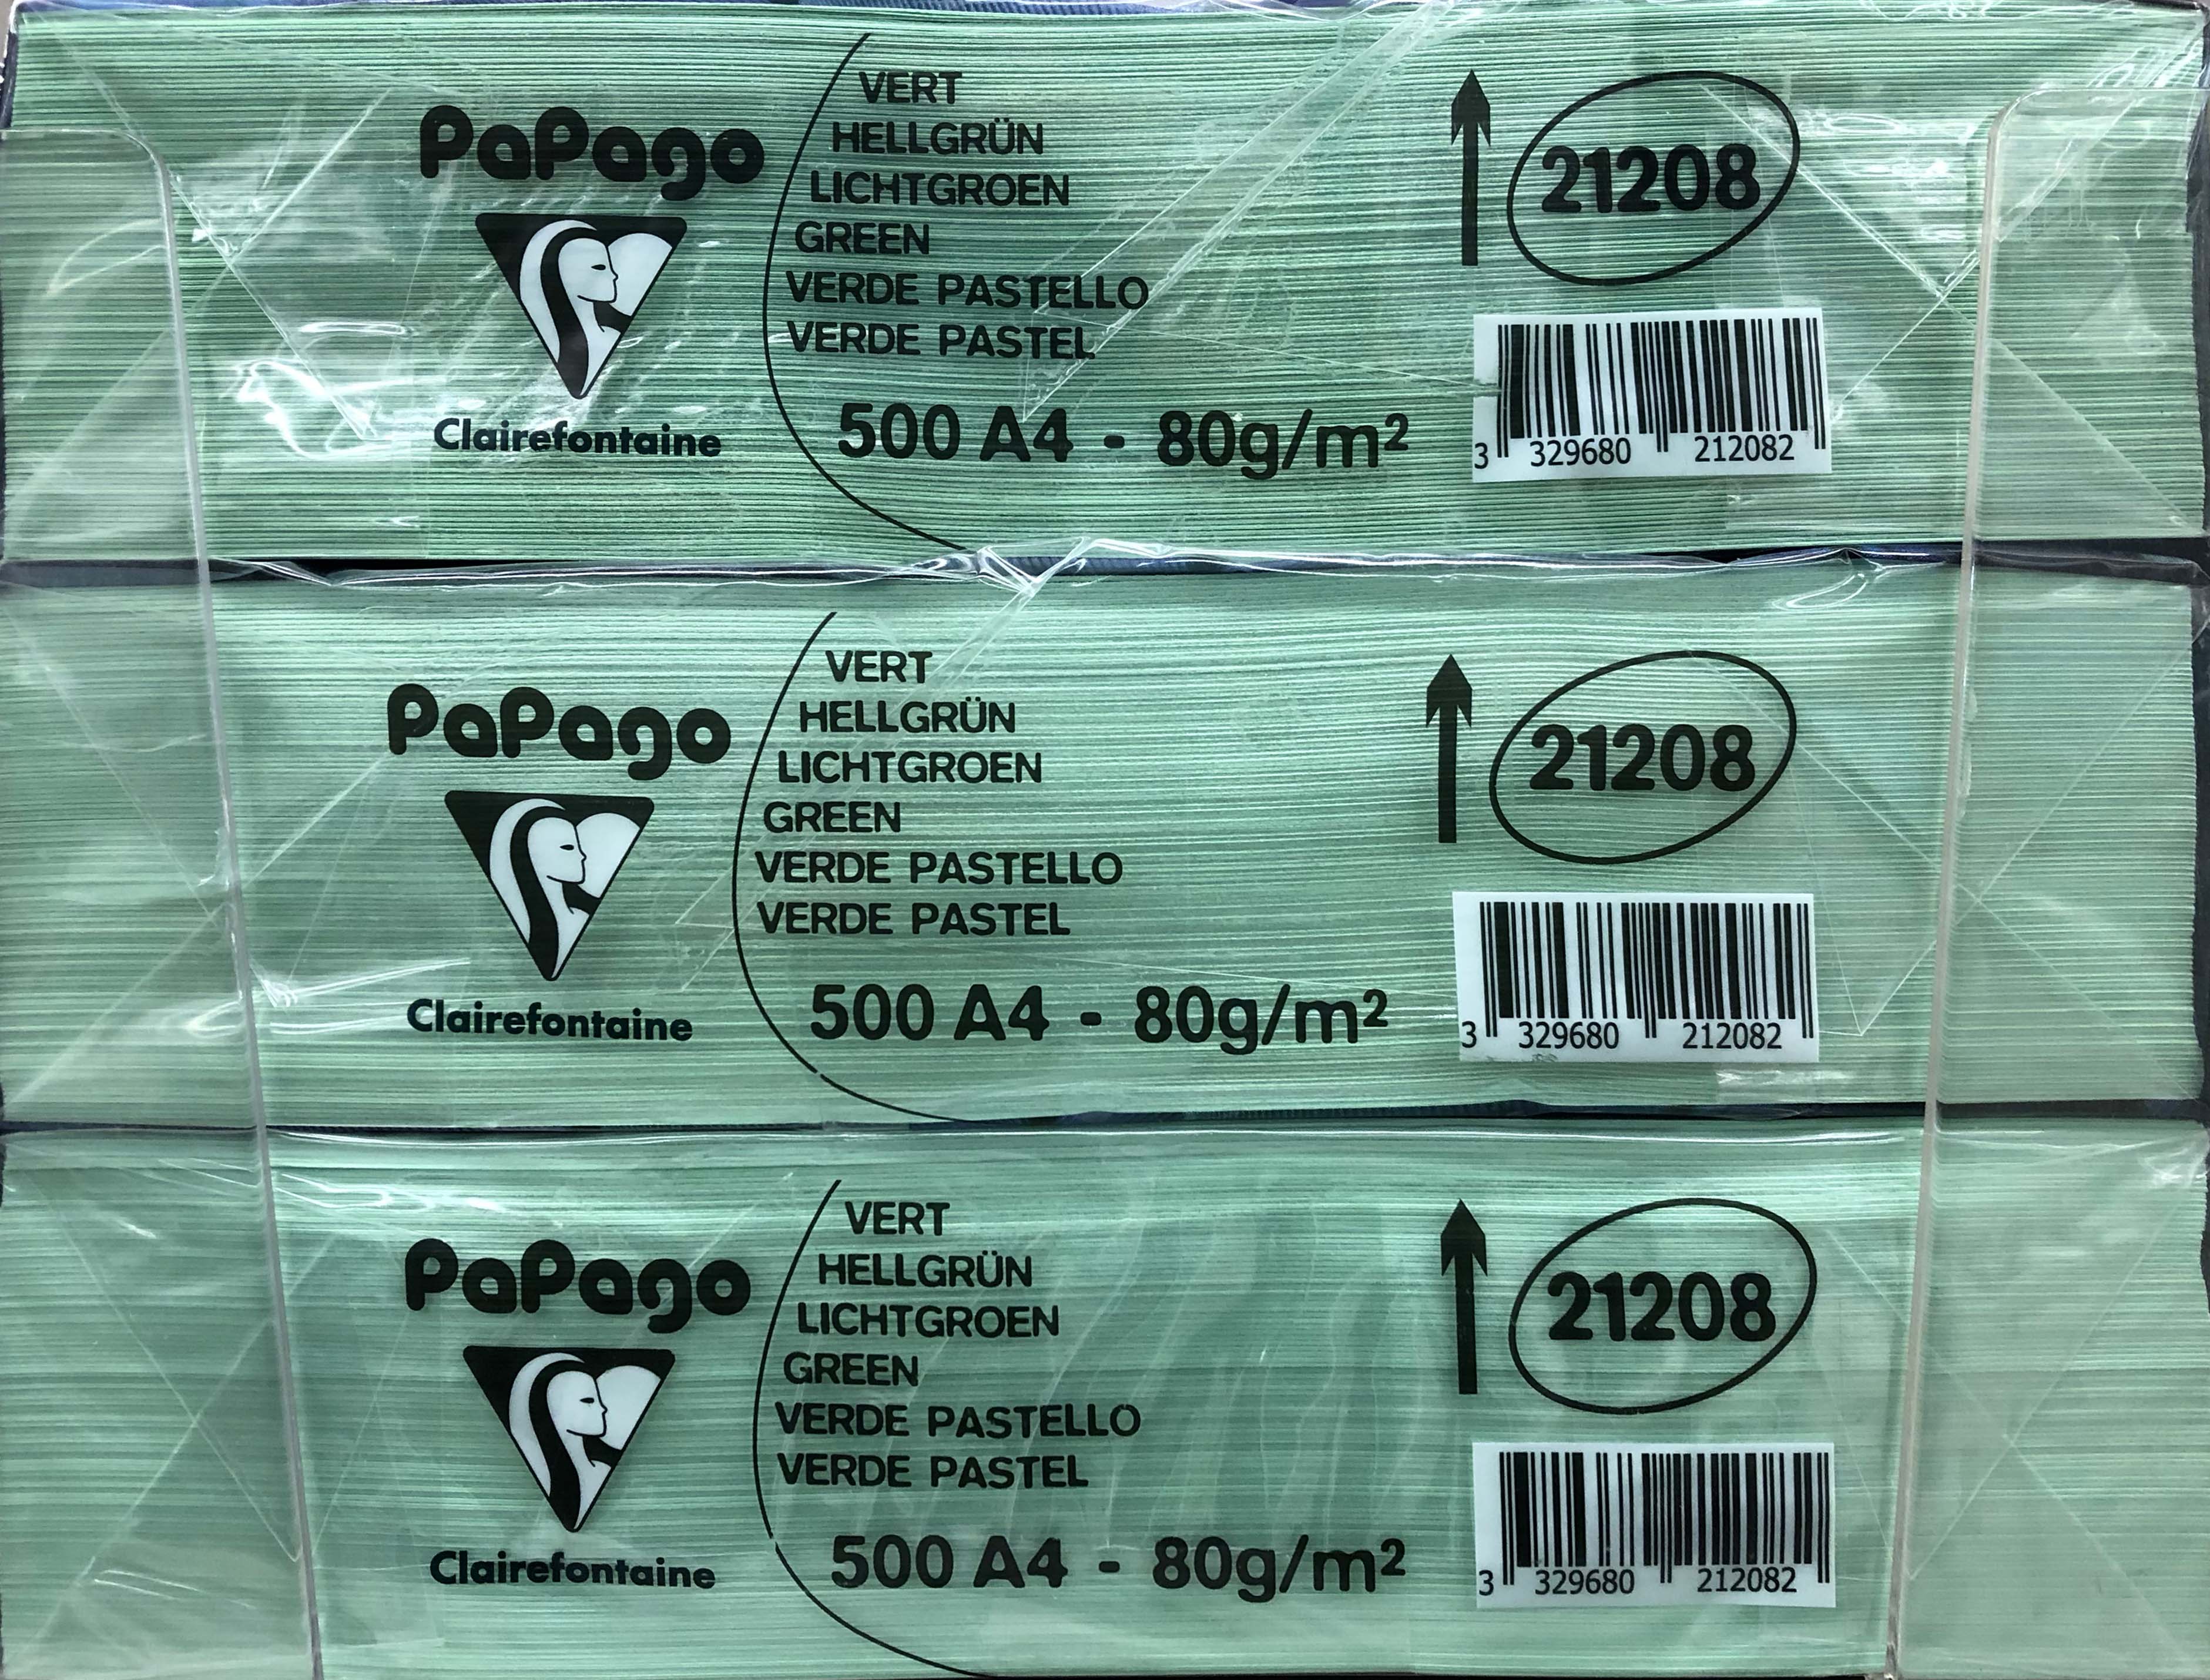 PaPago
Clairefontaine
VERT
HELLGRÜN
LICHTGROEN
GREEN
VERDE PASTELLO
VERDE PASTEL
500 A4 - 80g/m²
21208
3 329680 212082
PaPago
Clairefontaine
VERT
HELLGRÜN
LICHTGROEN
GREEN
VERDE PASTELLO
VERDE PASTEL
500 A4 - 80g/m²
21208
3 329680 212082
PaPago
Clairefontaine
VERT
HELLGRÜN
LICHTGROEN
GREEN
VERDE PASTELLO
VERDE PASTEL
500 A4 - 80g/m²
21208
3 329680 212082